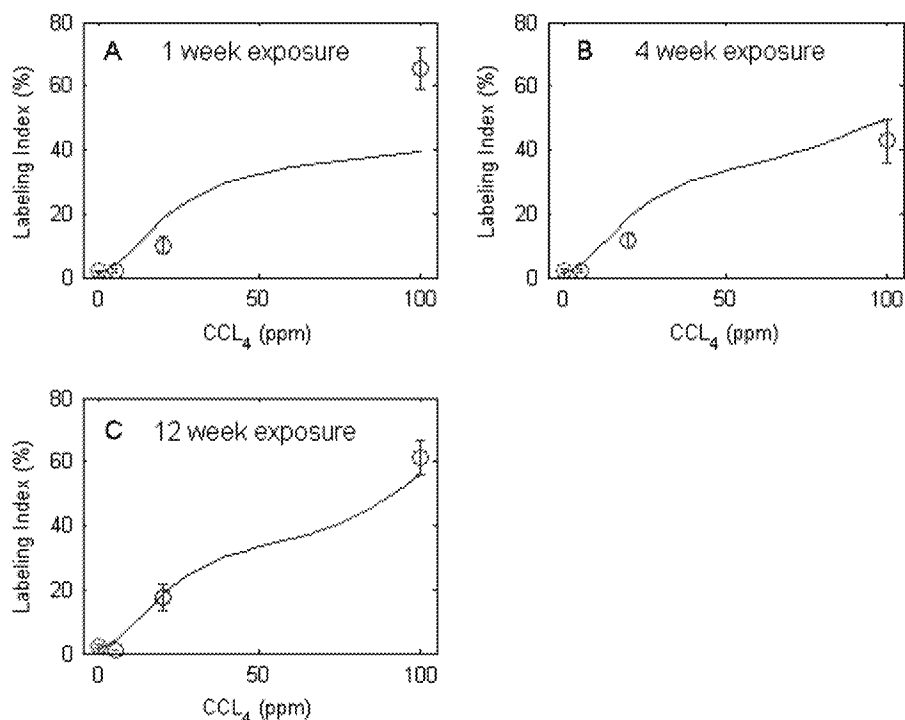 A 1 week exposure
Labeling Index (%)
80
60
40
20
0
0 50 100
CCL4 (ppm)
B 4 week exposure
Labeling Index (%)
80
60
40
20
0
0 50 100
CCL4 (ppm)
C 12 week exposure
Labeling Index (%)
80
60
40
20
0
0 50 100
CCL4 (ppm)